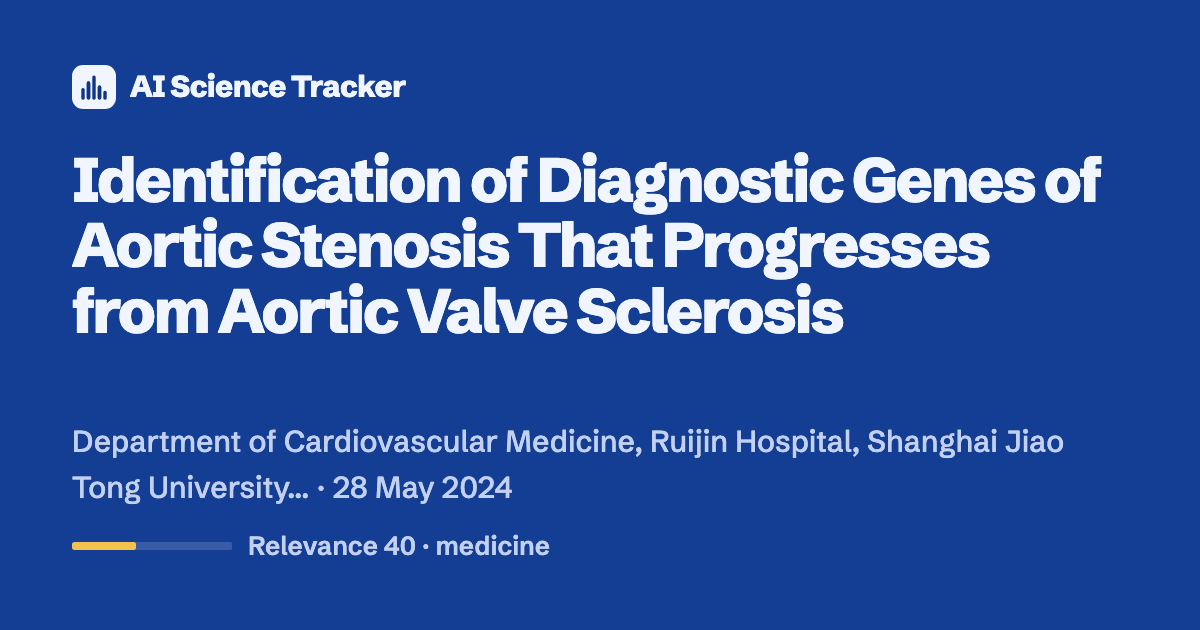 AI Science Tracker
Identification of Diagnostic Genes of
Aortic Stenosis That Progresses
from Aortic Valve Sclerosis
Department of Cardiovascular Medicine, Ruijin Hospital, Shanghai Jiao
Tong University... · 28 May 2024
Relevance 40 · medicine